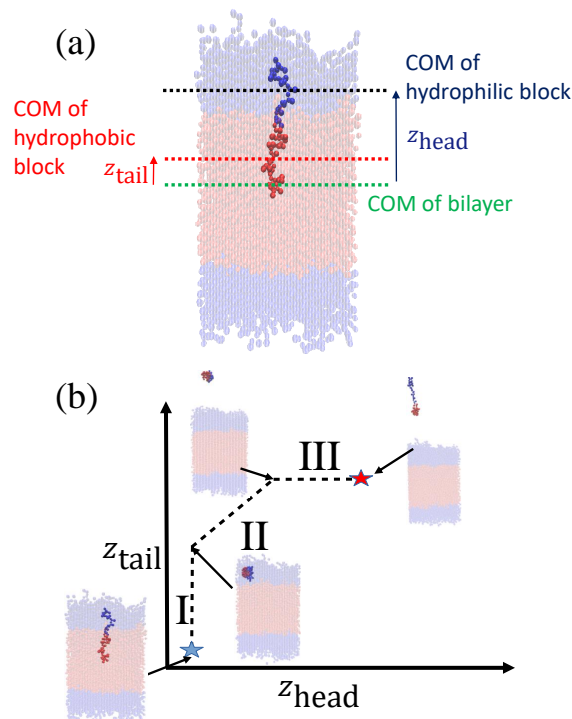 (a)
COM of
hydrophilic block
COM of
hydrophobic
block
z_head
z_tail
COM of bilayer
(b)
III
z_tail
II
I
z_head